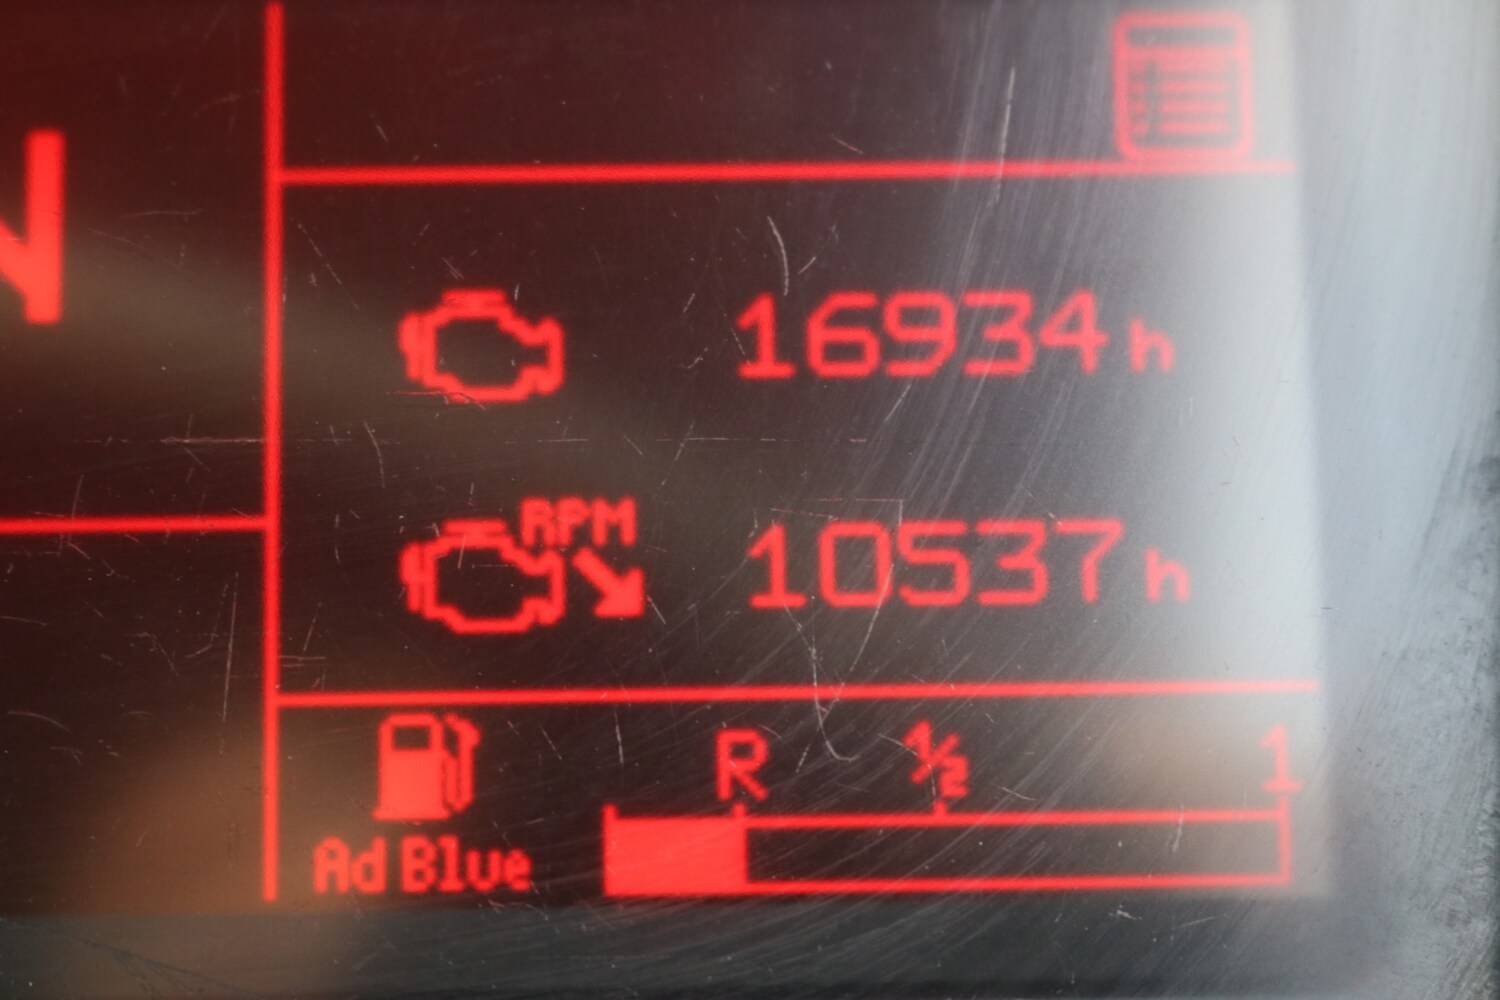 N
16934 h
RPM
10537 h
R ½ 1
Ad Blue